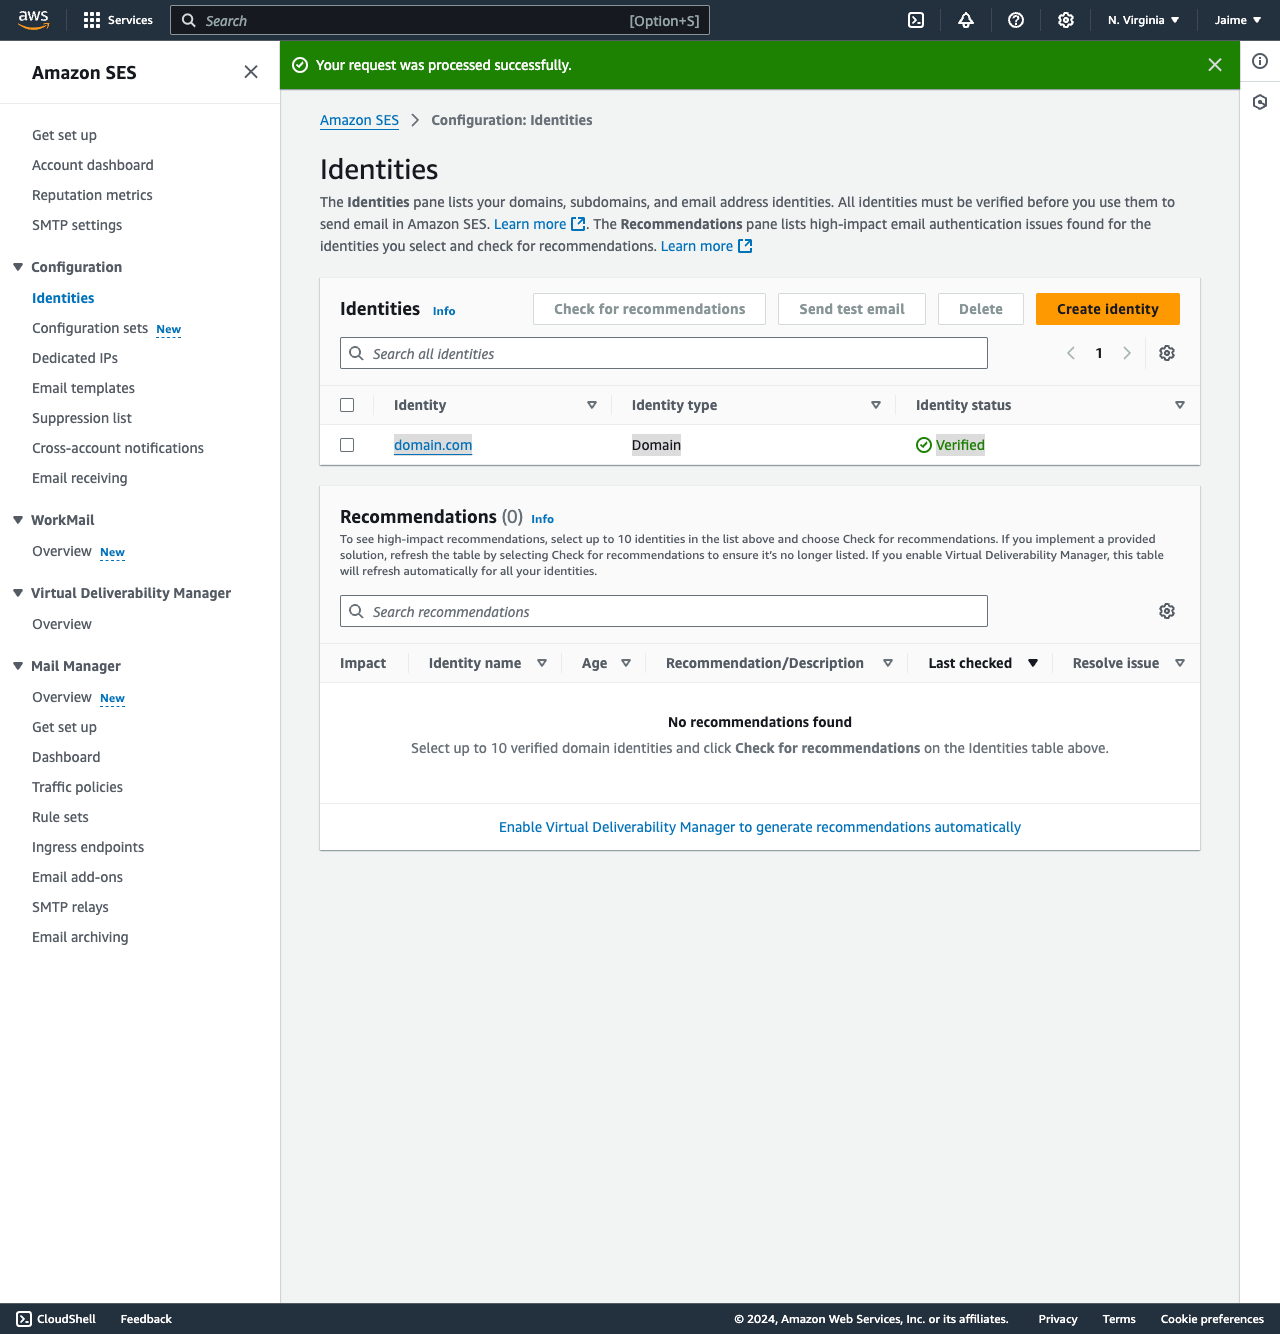 aws
Services
Search
[Option+S]
N. Virginia
Jaime
Amazon SES
Get set up
Account dashboard
Reputation metrics
SMTP settings
Configuration
Identities
Configuration sets New
Dedicated IPs
Email templates
Suppression list
Cross-account notifications
Email receiving
WorkMail
Overview New
Virtual Deliverability Manager
Overview
Mail Manager
Overview New
Get set up
Dashboard
Traffic policies
Rule sets
Ingress endpoints
Email add-ons
SMTP relays
Email archiving
Your request was processed successfully.
Amazon SES > Configuration: Identities
Identities
The Identities pane lists your domains, subdomains, and email address identities. All identities must be verified before you use them to
send email in Amazon SES. Learn more . The Recommendations pane lists high-impact email authentication issues found for the
identities you select and check for recommendations. Learn more
Identities Info
Check for recommendations
Send test email
Delete
Create identity
Search all identities
1
Identity Identity type Identity status
domain.com Domain Verified
Recommendations (0) Info
To see high-impact recommendations, select up to 10 identities in the list above and choose Check for recommendations. If you implement a provided
solution, refresh the table by selecting Check for recommendations to ensure it's no longer listed. If you enable Virtual Deliverability Manager, this table
will refresh automatically for all your identities.
Search recommendations
Impact Identity name Age Recommendation/Description Last checked Resolve issue
No recommendations found
Select up to 10 verified domain identities and click Check for recommendations on the Identities table above.
Enable Virtual Deliverability Manager to generate recommendations automatically
CloudShell Feedback © 2024, Amazon Web Services, Inc. or its affiliates. Privacy Terms Cookie preferences